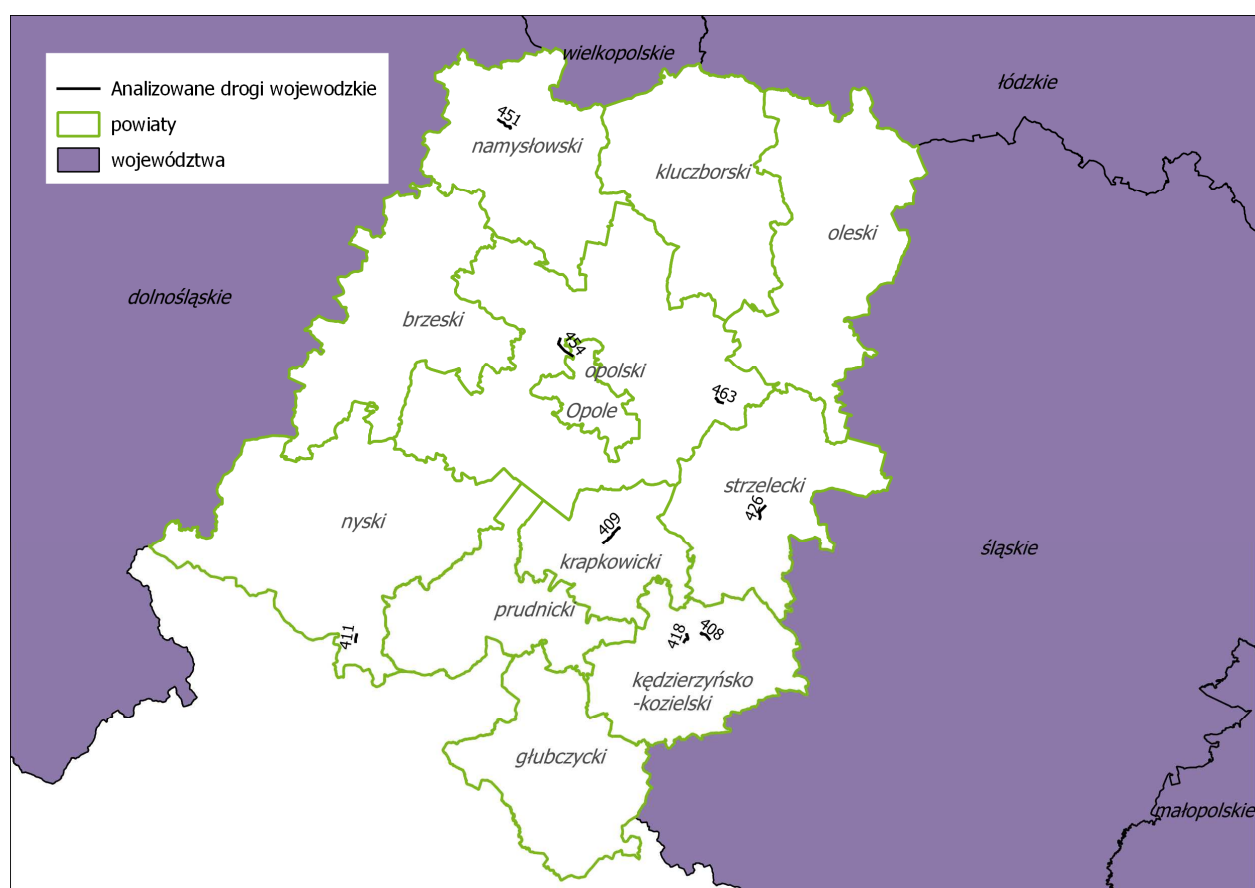 wielkopolskie
łódzkie
Analizowane drogi wojewodzkie
powiaty
województwa
451
namysłowski
kluczborski
oleski
dolnośląskie
brzeski
454
opolski
463
Opole
strzelecki
426
nyski
409
krapkowicki
śląskie
prudnicki
411
418
408
kędzierzyńsko
-kozielski
głubczycki
małopolskie